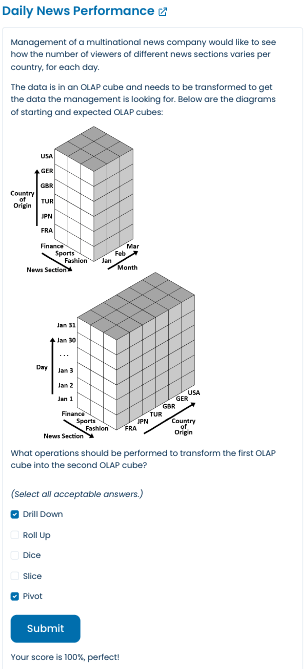 Daily News Performance
Management of a multinational news company would like to see
how the number of viewers of different news sections varies per
country, for each day.
The data is in an OLAP cube and needs to be transformed to get
the data the management is looking for. Below are the diagrams
of starting and expected OLAP cubes:
USA
GER
GBR
TUR
JPN
FRA
Country
of
Origin
Finance
Sports
Fashion
News Section
Jan
Feb
Mar
Month
Jan 31
Jan 30
...
Jan 3
Jan 2
Jan 1
Day
Finance
Sports
Fashion
News Section
FRA
JPN
TUR
GBR
GER
USA
Country
of
Origin
What operations should be performed to transform the first OLAP
cube into the second OLAP cube?
(Select all acceptable answers.)
Drill Down
Roll Up
Dice
Slice
Pivot
Submit
Your score is 100%, perfect!